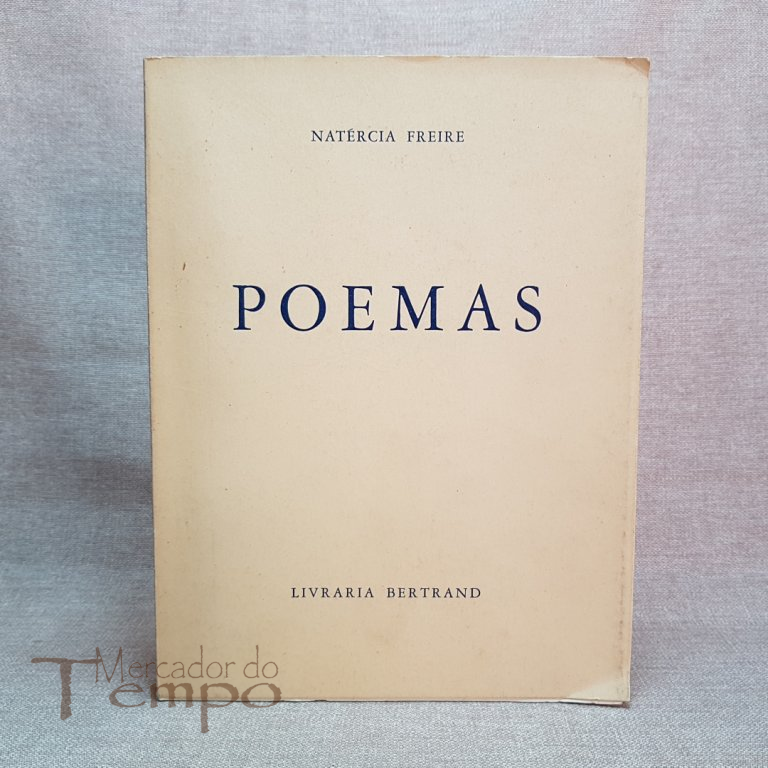 NATÉRCIA FREIRE
POEMAS
LIVRARIA BERTRAND
Mercador do
Tempo